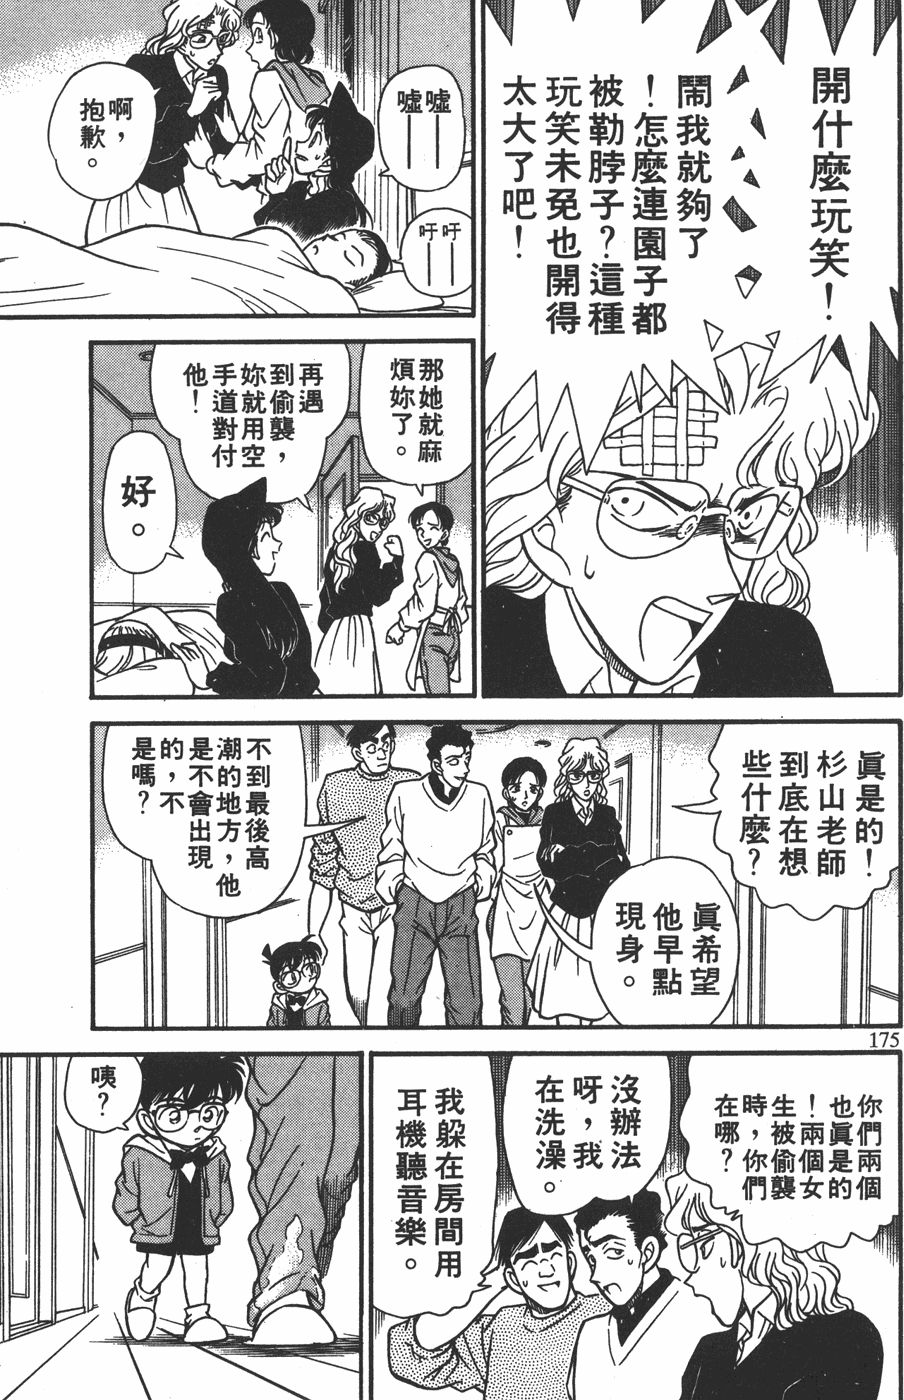 開什麼玩笑！
鬧我就夠了
！怎麼連園子都
被勒脖子？這種
玩笑未免也開得
太大了吧！
噓噓
——
吁吁
——
啊，
抱歉。
那她就麻
煩妳了。
再遇
到偷襲，
妳就用空
手道對付
他！
好。
眞是的！
杉山老師
到底在想
些什麼？
眞希望
他早點
現身。
不到最後高
潮的地方，他
是不會出現
的，不
是嗎？
175
你們兩個
也眞是的
！兩個女
生被偷襲
時，你們
在哪？
沒辦法
呀，我
在洗澡。
我躲在房間用
耳機聽音樂。
咦？